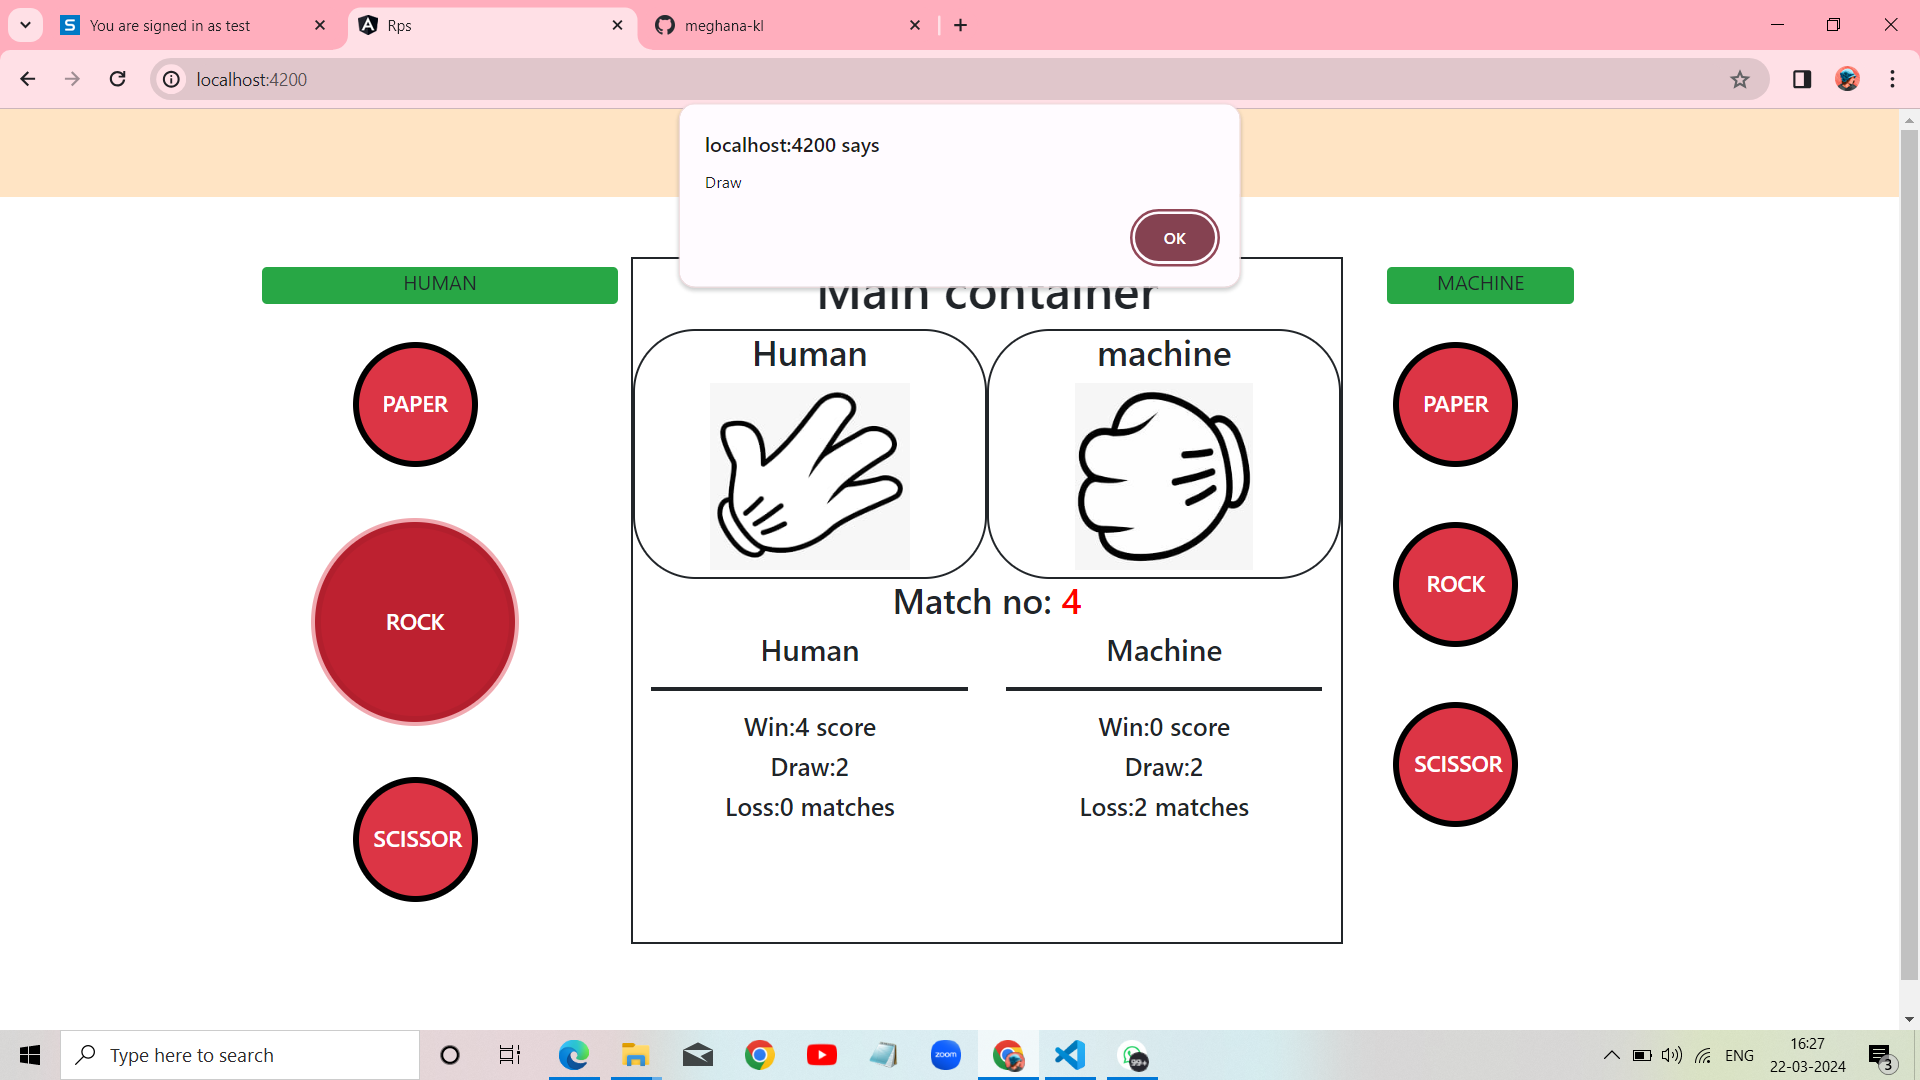 You are signed in as test
Rps
meghana-kl
localhost:4200
localhost:4200 says
Draw
OK
HUMAN
Main container
MACHINE
Human
machine
PAPER
PAPER
ROCK
ROCK
Match no: 4
Human
Machine
Win:4 score
Win:0 score
Draw:2
Draw:2
Loss:0 matches
Loss:2 matches
SCISSOR
SCISSOR
Type here to search
zoom
99+
ENG
16:27
22-03-2024
3